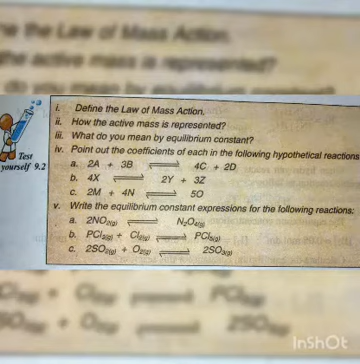 the Law of Mass Action.
the active mass is represented?
i. Define the Law of Mass Action.
ii. How the active mass is represented?
iii. What do you mean by equilibrium constant?
iv. Point out the coefficients of each in the following hypothetical reactions
a. 2A + 3B ⇌ 4C + 2D
Test
yourself 9.2
b. 4X ⇌ 2Y + 3Z
c. 2M + 4N ⇌ 5O
v. Write the equilibrium constant expressions for the following reactions:
a. 2NO₂(g) ⇌ N₂O₄(g)
b. PCl₃(g) + Cl₂(g) ⇌ PCl₅(g)
c. 2SO₂(g) + O₂(g) ⇌ 2SO₃(g)
InShOt